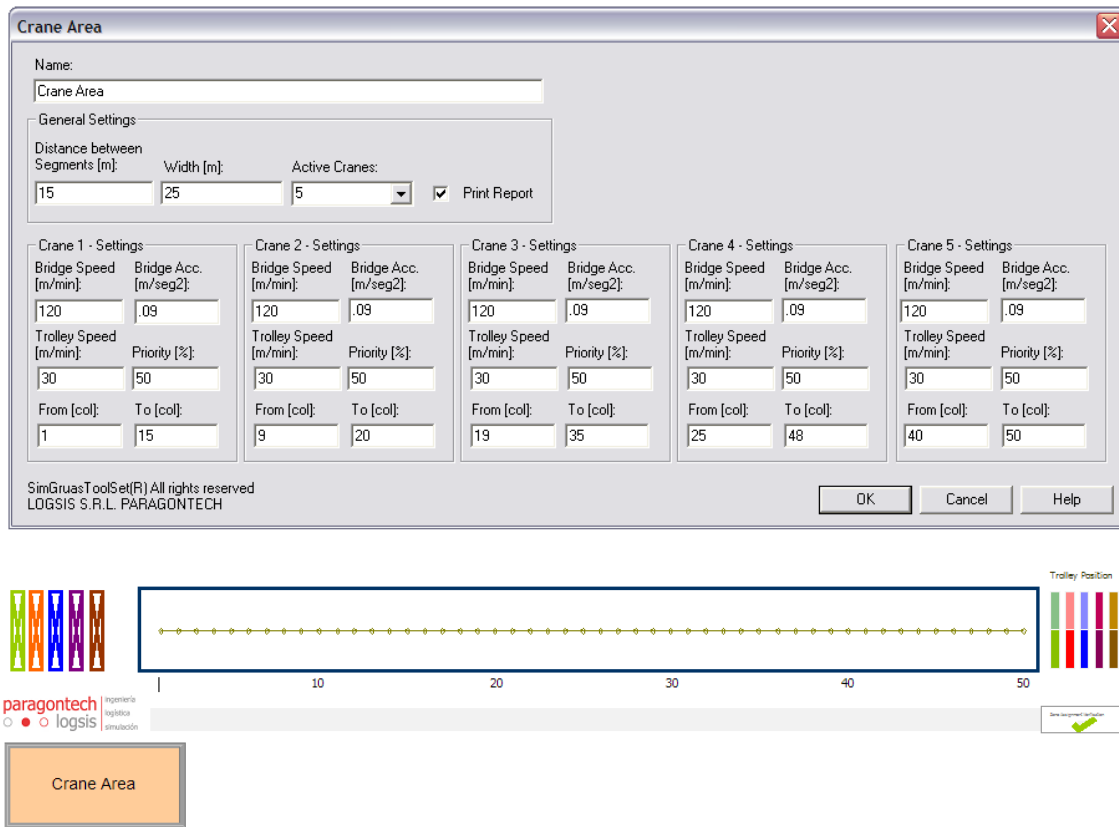 Crane Area
Name:
Crane Area
General Settings
Distance between
Segments [m]: Width [m]: Active Cranes:
15 25 5 Print Report
Crane 1 - Settings Crane 2 - Settings Crane 3 - Settings Crane 4 - Settings Crane 5 - Settings
Bridge Speed Bridge Acc. Bridge Speed Bridge Acc. Bridge Speed Bridge Acc. Bridge Speed Bridge Acc. Bridge Speed Bridge Acc.
[m/min]: [m/seg2]: [m/min]: [m/seg2]: [m/min]: [m/seg2]: [m/min]: [m/seg2]: [m/min]: [m/seg2]:
120 .09 120 .09 120 .09 120 .09 120 .09
Trolley Speed Trolley Speed Trolley Speed Trolley Speed Trolley Speed
[m/min]: Priority [%]: [m/min]: Priority [%]: [m/min]: Priority [%]: [m/min]: Priority [%]: [m/min]: Priority [%]:
30 50 30 50 30 50 30 50 30 50
From [col]: To [col]: From [col]: To [col]: From [col]: To [col]: From [col]: To [col]: From [col]: To [col]:
1 15 9 20 19 35 25 48 40 50
SimGruasToolSet(R) All rights reserved
LOGSIS S.R.L. PARAGONTECH
OK Cancel Help
Trolley Position
10 20 30 40 50
paragontech
logsis
ingeniería
logística
simulación
Crane Area